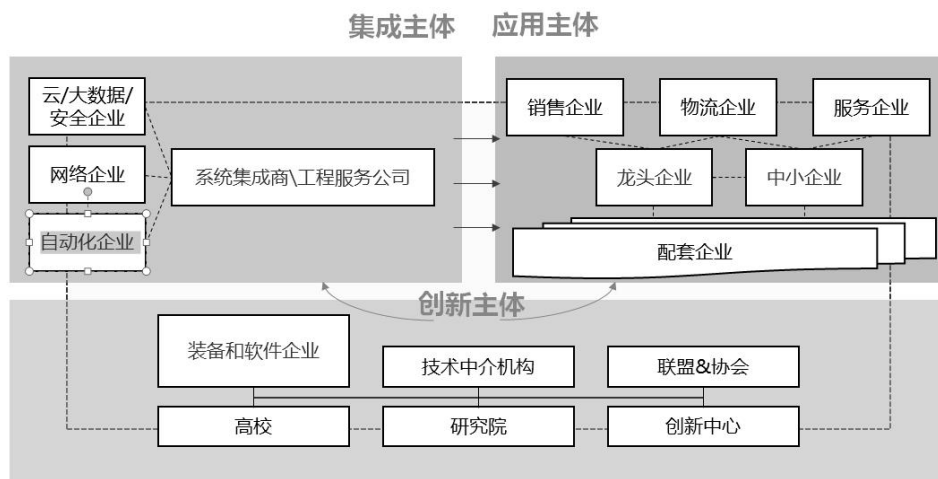 集成主体
应用主体
云/大数据/
安全企业
网络企业
自动化企业
系统集成商\工程服务公司
销售企业
物流企业
服务企业
龙头企业
中小企业
配套企业
创新主体
装备和软件企业
技术中介机构
联盟&协会
高校
研究院
创新中心